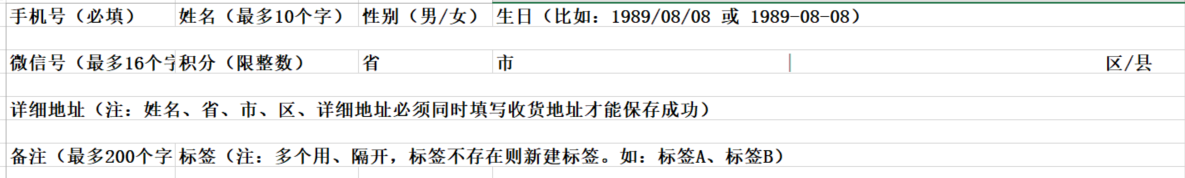 手机号（必填） 姓名（最多10个字） 性别（男/女） 生日（比如：1989/08/08 或 1989-08-08）
微信号（最多16个字 积分（限整数） 省 市 区/县
详细地址（注：姓名、省、市、区、详细地址必须同时填写收货地址才能保存成功）
备注（最多200个字 标签（注：多个用、隔开，标签不存在则新建标签。如：标签A、标签B）